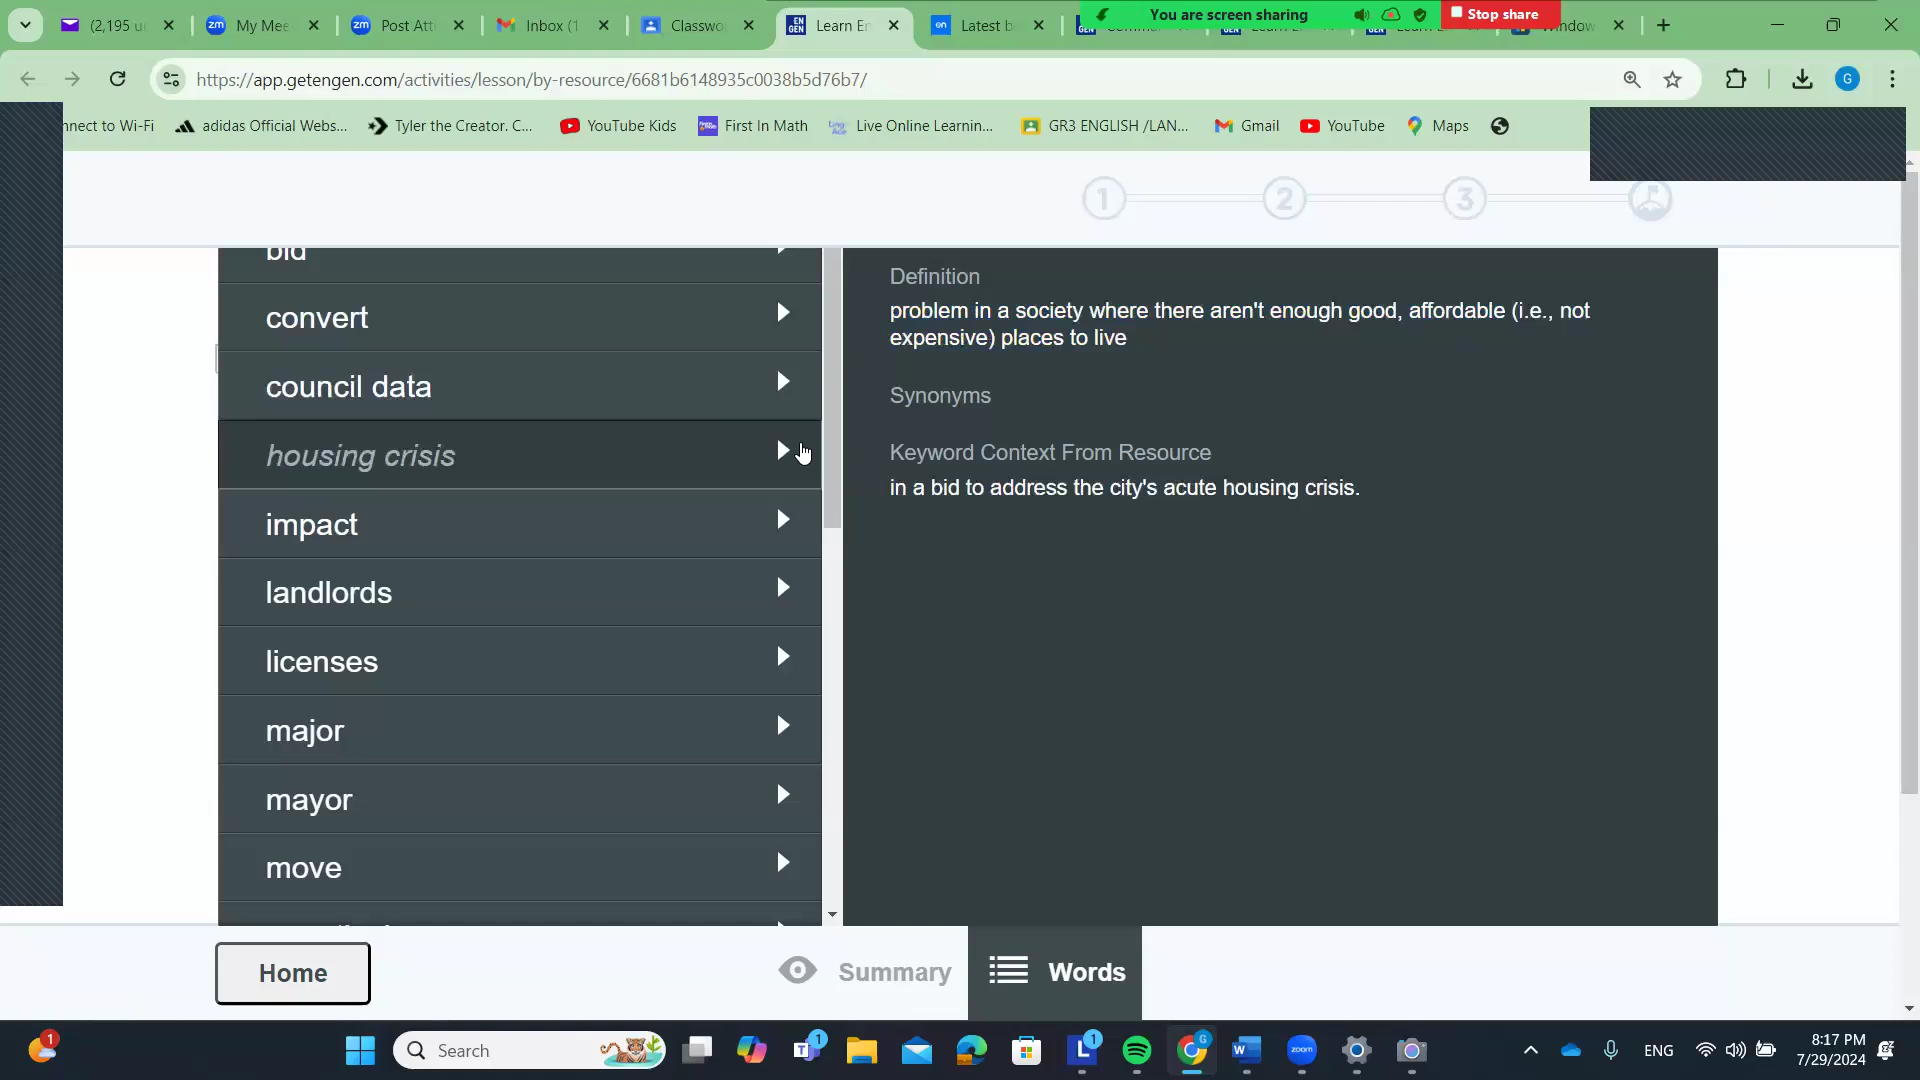 (2,195 u
My Mee
Post Att
Inbox (1
Classwo
Learn En
Latest b
You are screen sharing
Stop share
https://app.getengen.com/activities/lesson/by-resource/6681b6148935c0038b5d76b7/
G
nnect to Wi-Fi
adidas Official Webs...
Tyler the Creator. C...
YouTube Kids
First In Math
Live Online Learnin...
GR3 ENGLISH /LAN...
Gmail
YouTube
Maps
1
2
3
bid
convert
council data
housing crisis
impact
landlords
licenses
major
mayor
move
Definition
problem in a society where there aren't enough good, affordable (i.e., not
expensive) places to live
Synonyms
Keyword Context From Resource
in a bid to address the city's acute housing crisis.
Home
Summary
Words
1
Search
1
1
G
zoom
ENG
8:17 PM
7/29/2024